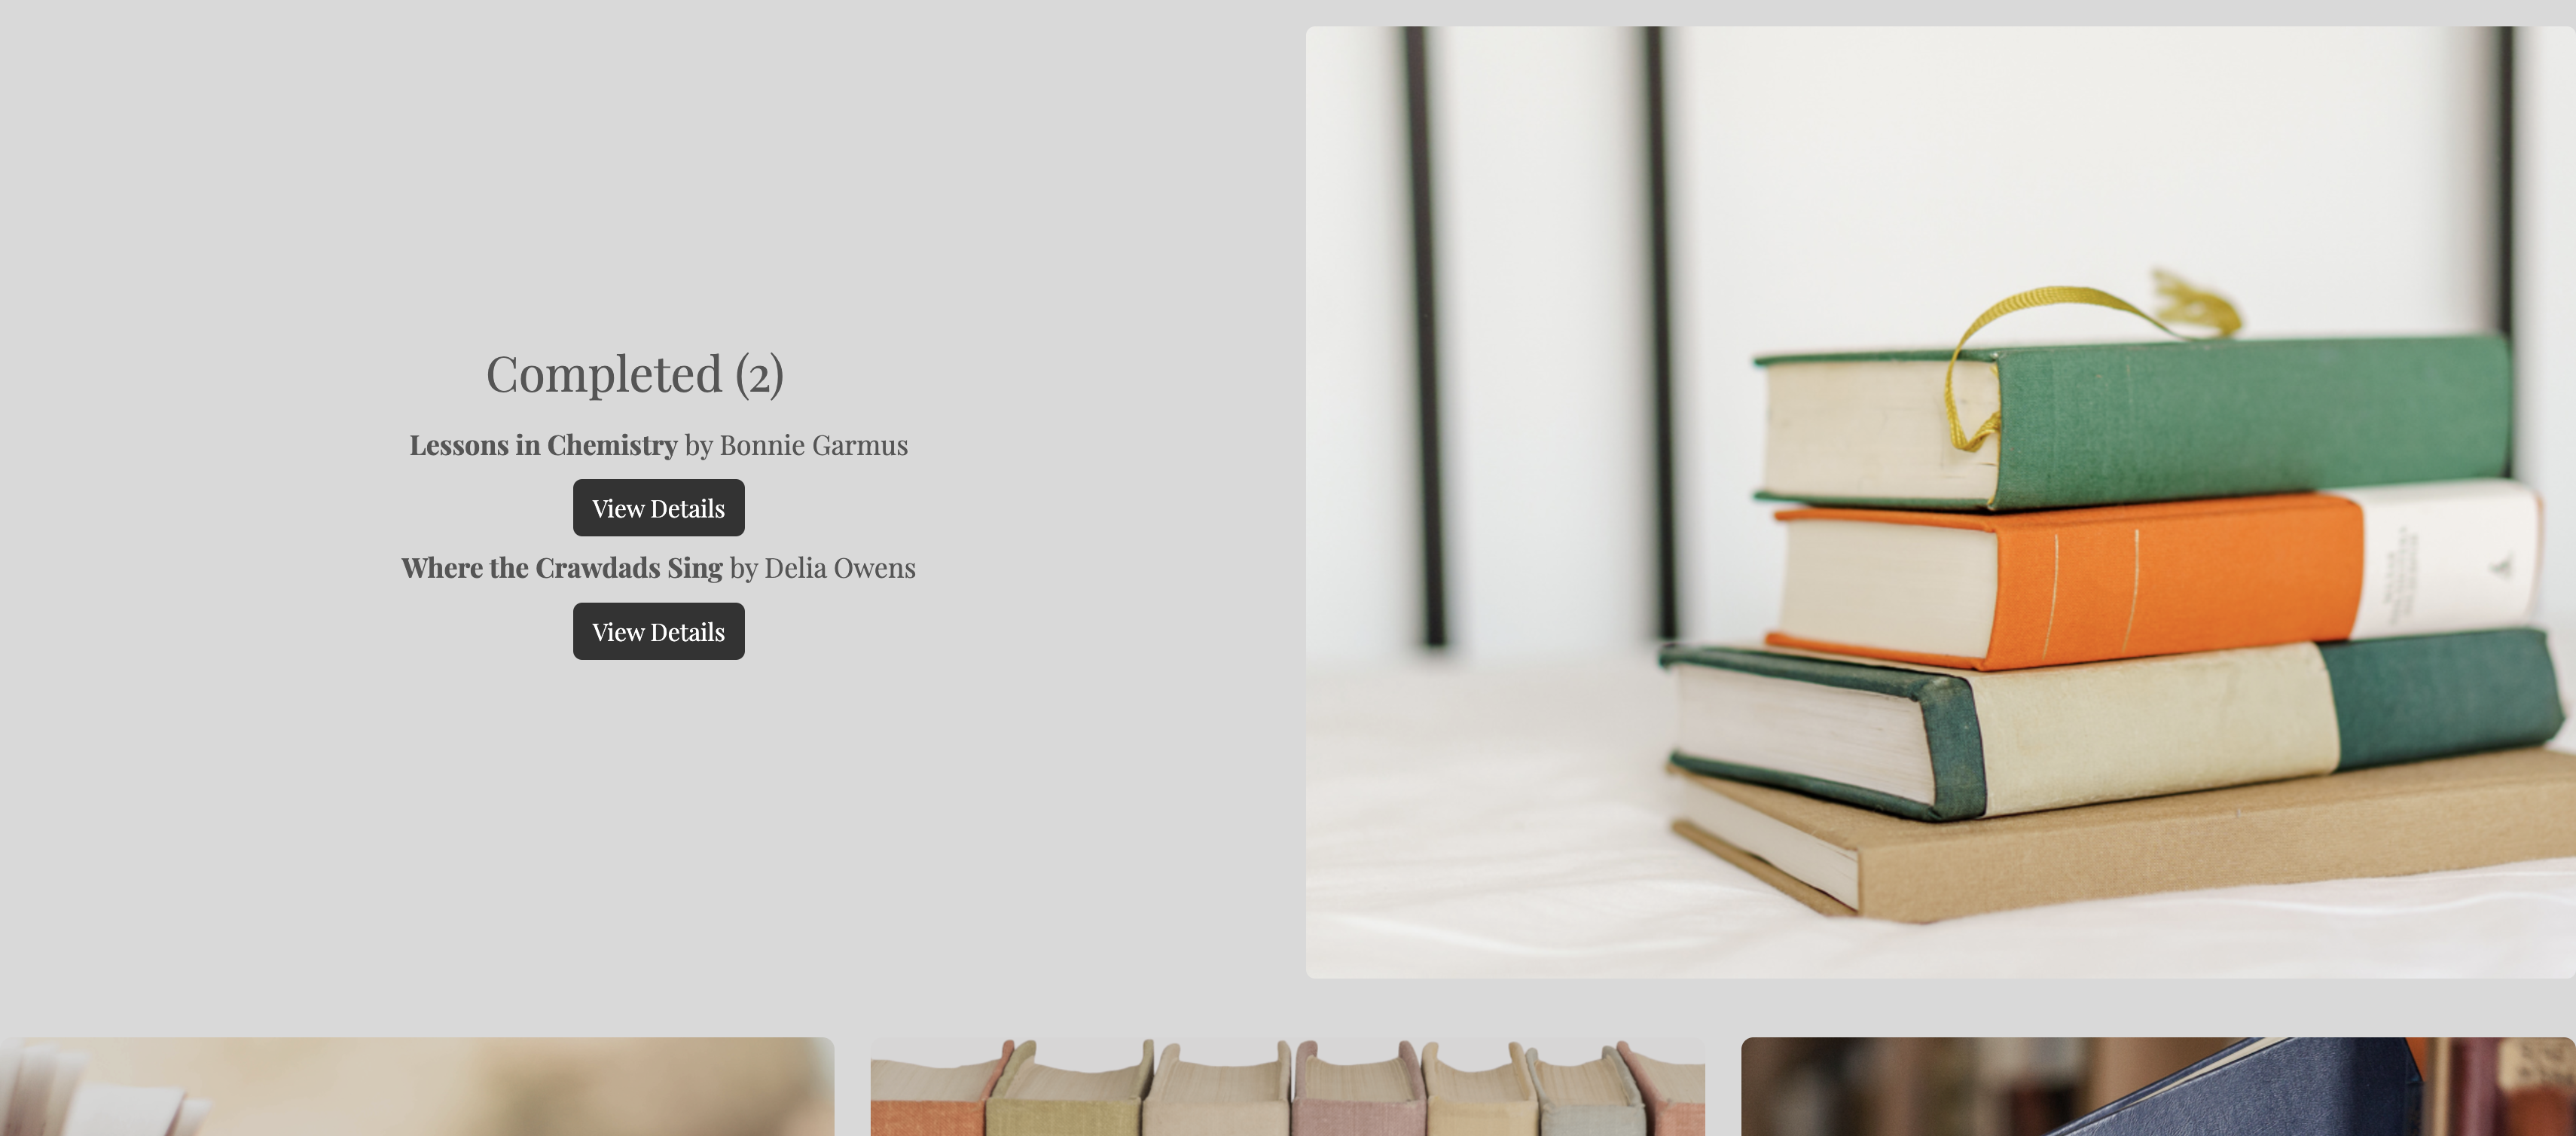 Completed (2)
Lessons in Chemistry by Bonnie Garmus
View Details
Where the Crawdads Sing by Delia Owens
View Details